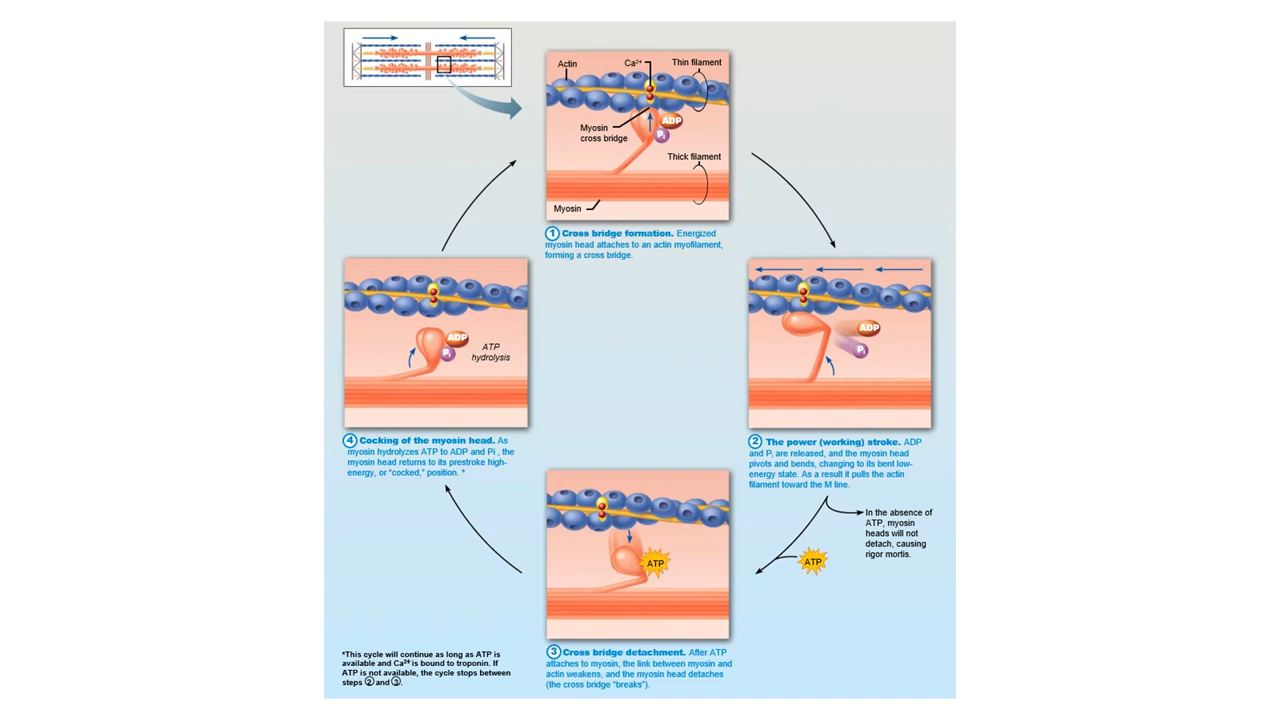 Actin
Ca2+
Thin filament
ADP
Pi
Myosin
cross bridge
Thick filament
Myosin
1 Cross bridge formation. Energized
myosin head attaches to an actin myofilament,
forming a cross bridge.
ADP
Pi
2 The power (working) stroke. ADP
and Pi are released, and the myosin head
pivots and bends, changing to its bent low-
energy state. As a result it pulls the actin
filament toward the M line.
In the absence of
ATP, myosin
heads will not
detach, causing
rigor mortis.
ATP
ATP
3 Cross bridge detachment. After ATP
attaches to myosin, the link between myosin and
actin weakens, and the myosin head detaches
(the cross bridge "breaks").
ADP
Pi
ATP
hydrolysis
4 Cocking of the myosin head. As
myosin hydrolyzes ATP to ADP and Pi , the
myosin head returns to its prestroke high-
energy, or "cocked," position. *
*This cycle will continue as long as ATP is
available and Ca2+ is bound to troponin. If
ATP is not available, the cycle stops between
steps 2 and 3.